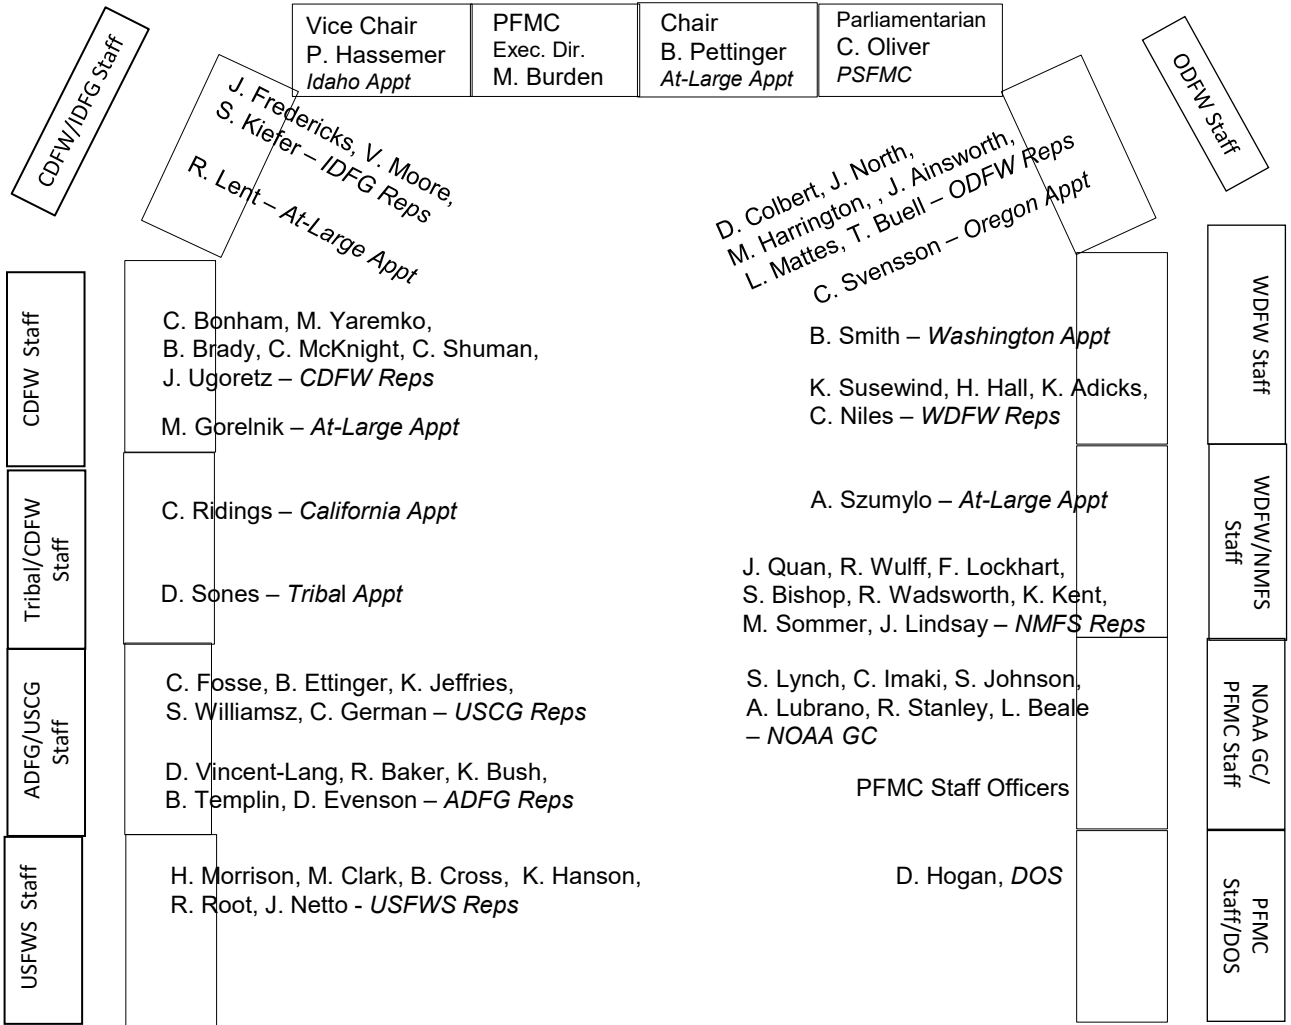 Vice Chair
P. Hassemer
Idaho Appt
PFMC
Exec. Dir.
M. Burden
Chair
B. Pettinger
At-Large Appt
Parliamentarian
C. Oliver
PSFMC
CDFW/IDFG Staff
J. Fredericks, V. Moore,
S. Kiefer – IDFG Reps
R. Lent – At-Large Appt
D. Colbert, J. North,
M. Harrington, , J. Ainsworth,
L. Mattes, T. Buell – ODFW Reps
C. Svensson – Oregon Appt
ODFW Staff
CDFW Staff
C. Bonham, M. Yaremko,
B. Brady, C. McKnight, C. Shuman,
J. Ugoretz – CDFW Reps
M. Gorelnik – At-Large Appt
B. Smith – Washington Appt
K. Susewind, H. Hall, K. Adicks,
C. Niles – WDFW Reps
WDFW Staff
Tribal/CDFW
Staff
C. Ridings – California Appt
D. Sones – Tribal Appt
A. Szumylo – At-Large Appt
J. Quan, R. Wulff, F. Lockhart,
S. Bishop, R. Wadsworth, K. Kent,
M. Sommer, J. Lindsay – NMFS Reps
WDFW/NMFS
Staff
ADFG/USCG
Staff
C. Fosse, B. Ettinger, K. Jeffries,
S. Williamsz, C. German – USCG Reps
D. Vincent-Lang, R. Baker, K. Bush,
B. Templin, D. Evenson – ADFG Reps
S. Lynch, C. Imaki, S. Johnson,
A. Lubrano, R. Stanley, L. Beale
– NOAA GC
PFMC Staff Officers
NOAA GC/
PFMC Staff
USFWS Staff
H. Morrison, M. Clark, B. Cross, K. Hanson,
R. Root, J. Netto - USFWS Reps
D. Hogan, DOS
PFMC
Staff/DOS